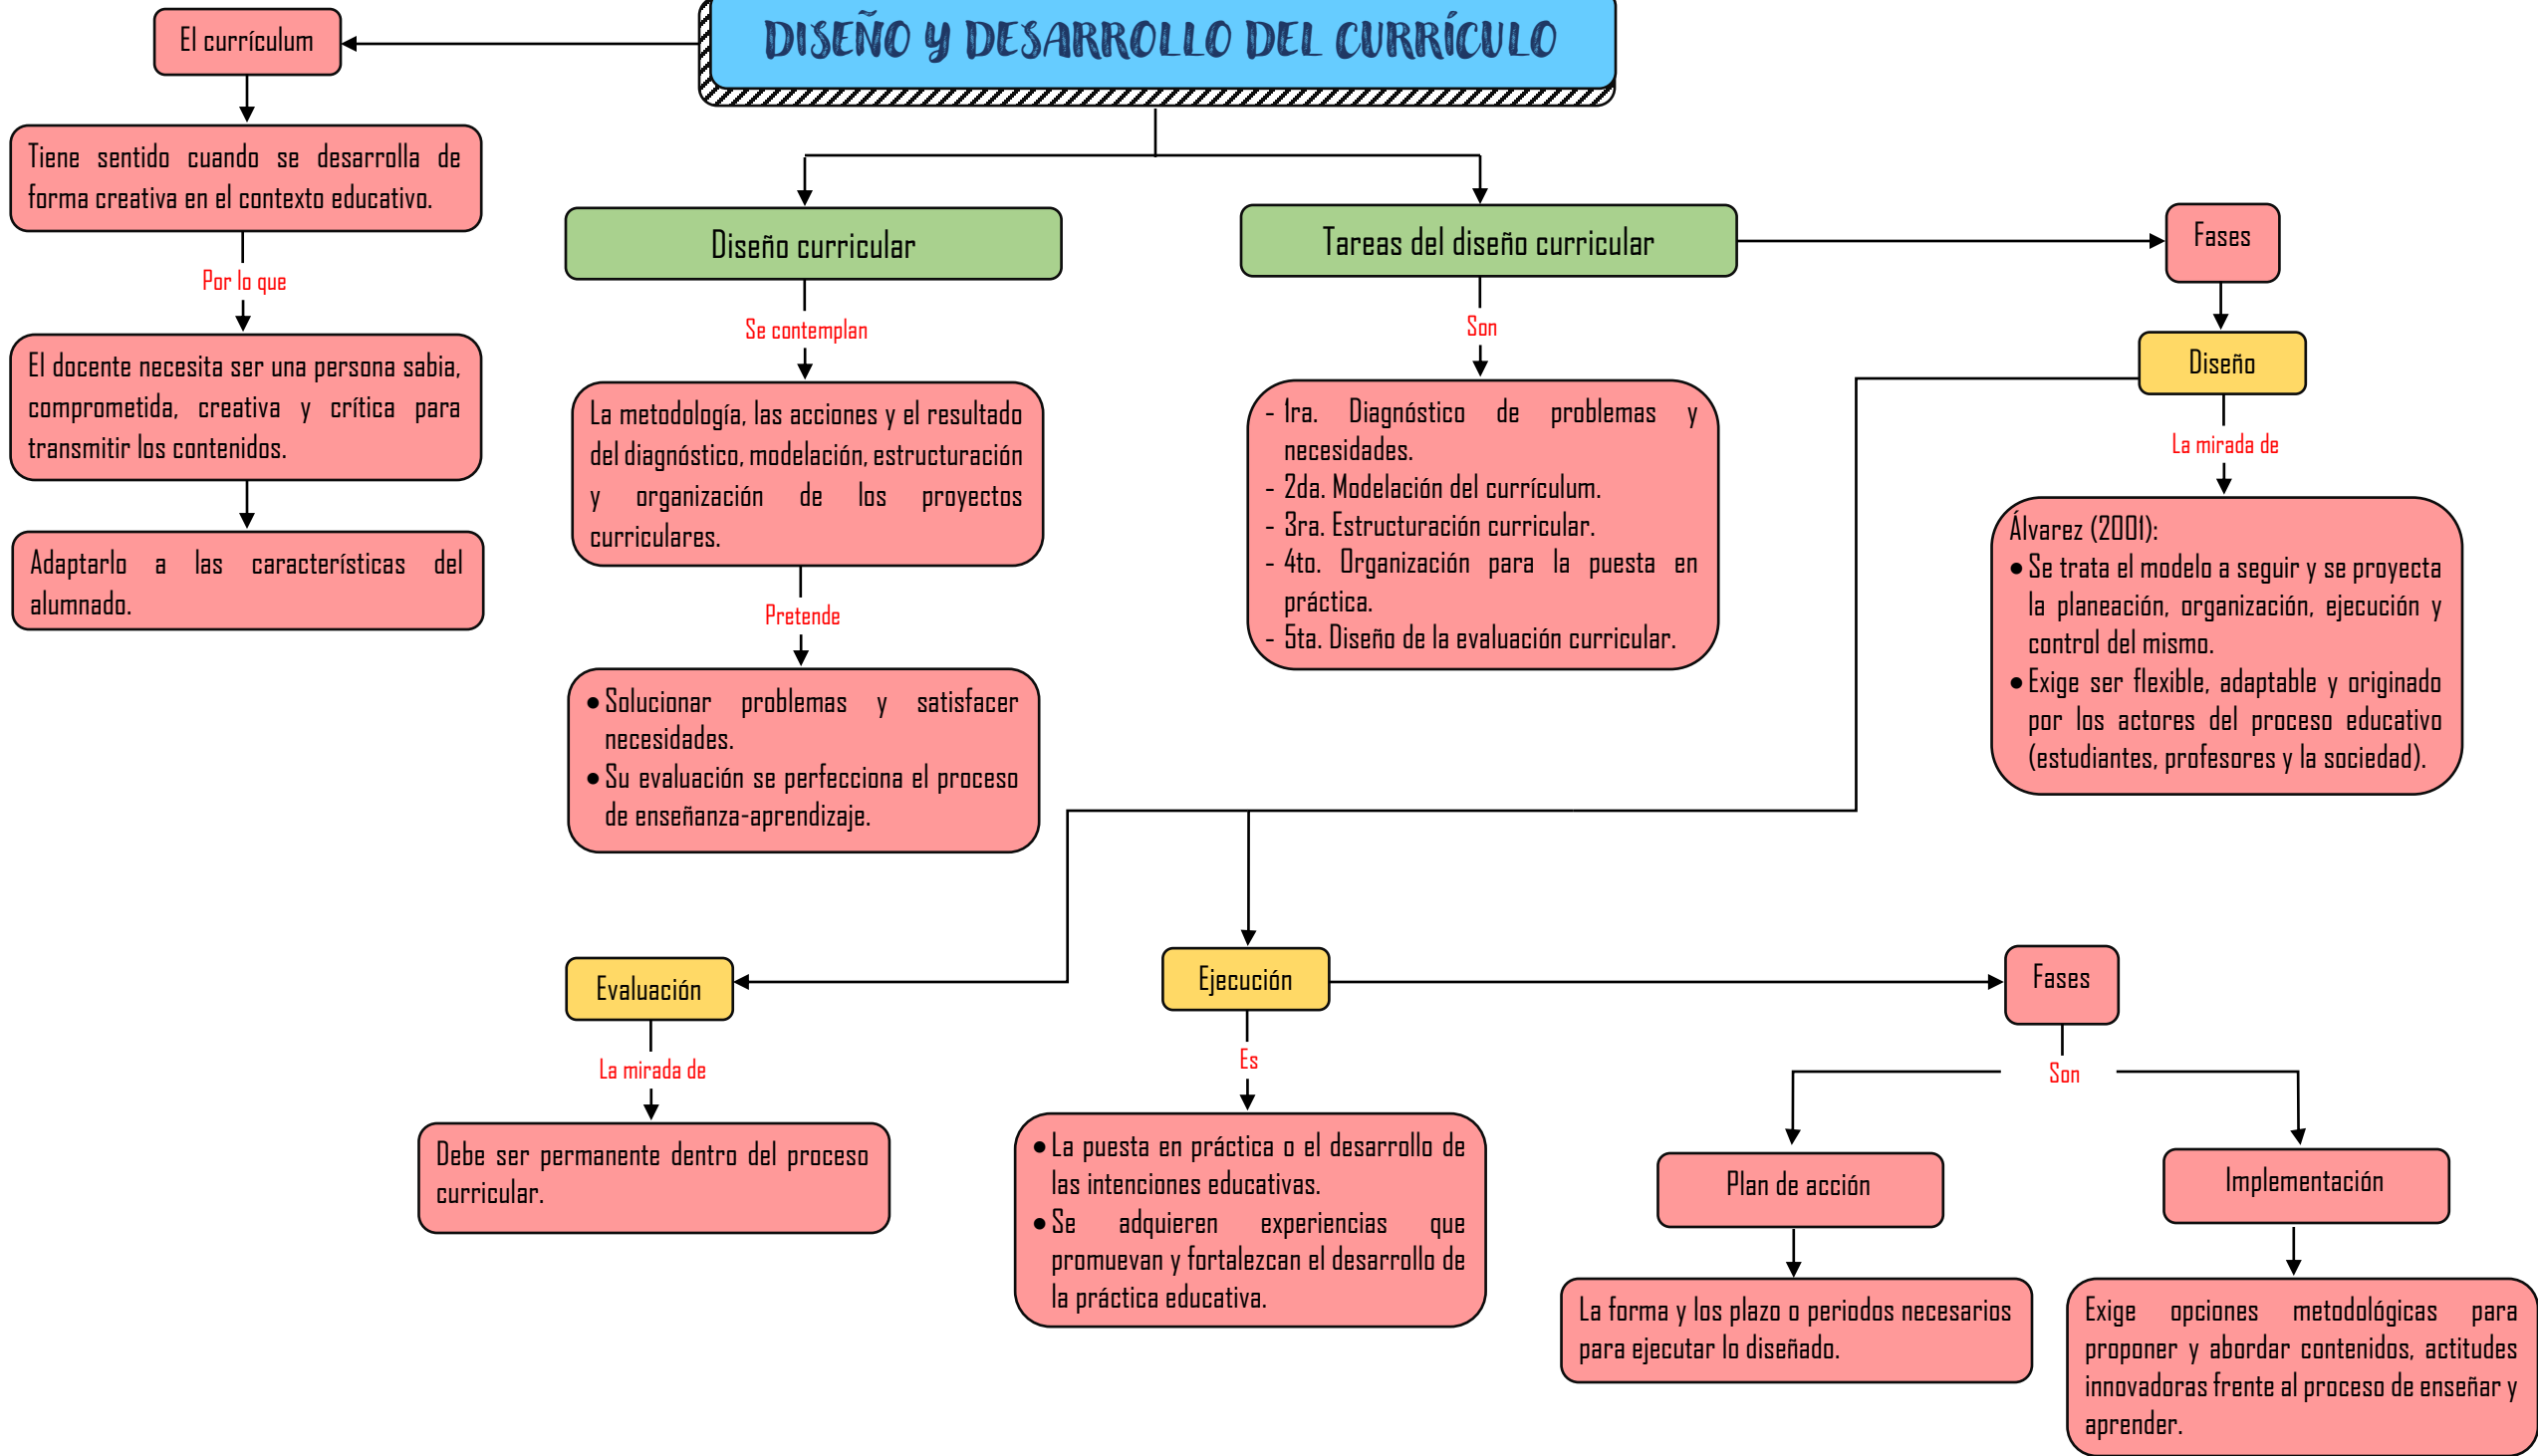 DISEÑO y DESARROLLO DEL CURRÍCULO
El currículum
Tiene sentido cuando se desarrolla de
forma creativa en el contexto educativo.
Por lo que
El docente necesita ser una persona sabia,
comprometida, creativa y crítica para
transmitir los contenidos.
Adaptarlo a las características del
alumnado.
Diseño curricular
Se contemplan
La metodología, las acciones y el resultado
del diagnóstico, modelación, estructuración
y organización de los proyectos
curriculares.
Pretende
• Solucionar problemas y satisfacer
necesidades.
• Su evaluación se perfecciona el proceso
de enseñanza-aprendizaje.
Tareas del diseño curricular
Son
- 1ra. Diagnóstico de problemas y
necesidades.
- 2da. Modelación del currículum.
- 3ra. Estructuración curricular.
- 4to. Organización para la puesta en
práctica.
- 5ta. Diseño de la evaluación curricular.
Fases
Diseño
La mirada de
Álvarez (2001):
• Se trata el modelo a seguir y se proyecta
la planeación, organización, ejecución y
control del mismo.
• Exige ser flexible, adaptable y originado
por los actores del proceso educativo
(estudiantes, profesores y la sociedad).
Evaluación
La mirada de
Debe ser permanente dentro del proceso
curricular.
Ejecución
Es
• La puesta en práctica o el desarrollo de
las intenciones educativas.
• Se adquieren experiencias que
promuevan y fortalezcan el desarrollo de
la práctica educativa.
Fases
Son
Plan de acción
La forma y los plazo o periodos necesarios
para ejecutar lo diseñado.
Implementación
Exige opciones metodológicas para
proponer y abordar contenidos, actitudes
innovadoras frente al proceso de enseñar y
aprender.